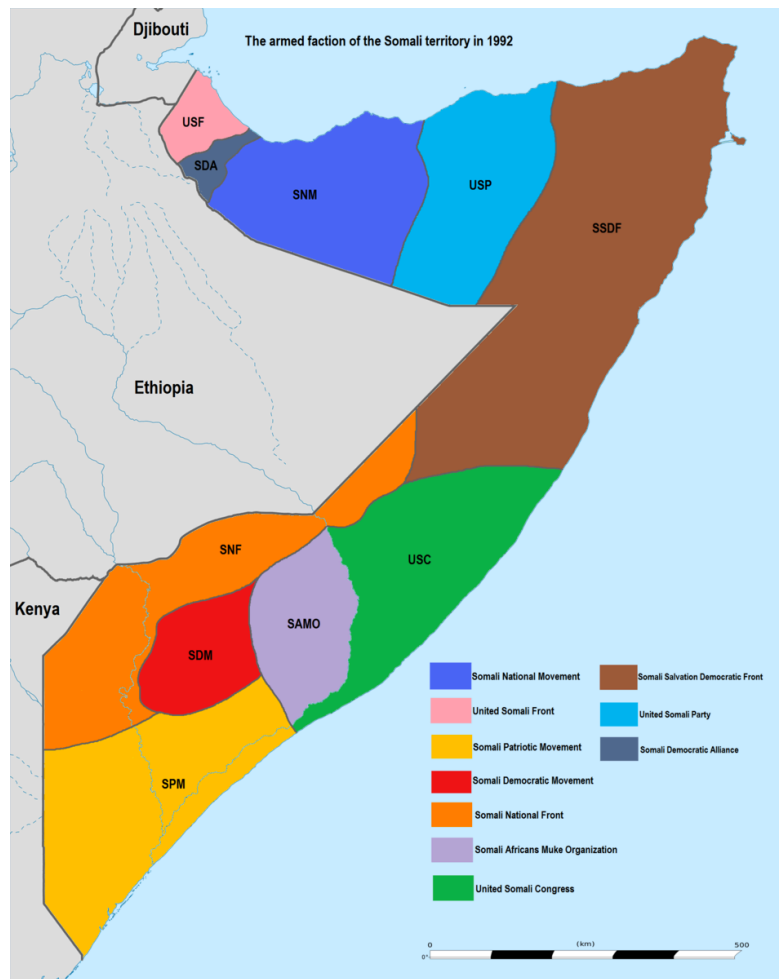 Djibouti
The armed faction of the Somali territory in 1992
USF
SDA
SNM
USP
SSDF
Ethiopia
SNF
USC
Kenya
SAMO
SDM
SPM
Somali National Movement
United Somali Front
Somali Patriotic Movement
Somali Democratic Movement
Somali National Front
Somali Africans Muke Organization
United Somali Congress
Somali Salvation Democratic Front
United Somali Party
Somali Democratic Alliance
0 (km) 500
0°